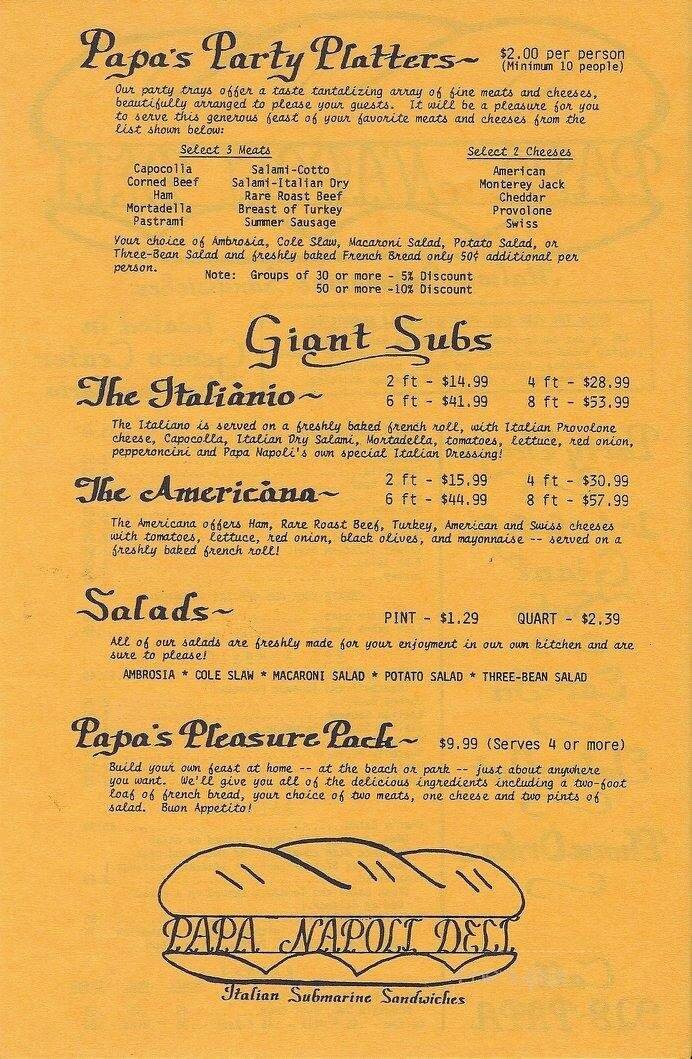 Papa's Party Platters~ $2.00 per person
(Minimum 10 people)
Our party trays offer a taste tantalizing array of fine meats and cheeses,
beautifully arranged to please your guests. It will be a pleasure for you
to serve this generous feast of your favorite meats and cheeses from the
list shown below:
Select 3 Meats Select 2 Cheeses
Capocolla Salami-Cotto American
Corned Beef Salami-Italian Dry Monterey Jack
Ham Rare Roast Beef Cheddar
Mortadella Breast of Turkey Provolone
Pastrami Summer Sausage Swiss
Your choice of Ambrosia, Cole Slaw, Macaroni Salad, Potato Salad, or
Three-Bean Salad and freshly baked French Bread only 50¢ additional per
person.
Note: Groups of 30 or more - 5% Discount
50 or more -10% Discount
Giant Subs
The Italianio~ 2 ft - $14.99 4 ft - $28.99
6 ft - $41.99 8 ft - $53.99
The Italiano is served on a freshly baked french roll, with Italian Provolone
cheese, Capocolla, Italian Dry Salami, Mortadella, tomatoes, lettuce, red onion,
pepperoncini and Papa Napoli's own special Italian Dressing!
The Americana~ 2 ft - $15.99 4 ft - $30.99
6 ft - $44.99 8 ft - $57.99
The Americana offers Ham, Rare Roast Beef, Turkey, American and Swiss cheeses
with tomatoes, lettuce, red onion, black olives, and mayonnaise -- served on a
freshly baked french roll!
Salads~ PINT - $1.29 QUART - $2.39
All of our salads are freshly made for your enjoyment in our own kitchen and are
sure to please!
AMBROSIA * COLE SLAW * MACARONI SALAD * POTATO SALAD * THREE-BEAN SALAD
Papa's Pleasure Pack~ $9.99 (Serves 4 or more)
Build your own feast at home -- at the beach or park -- just about anywhere
you want. We'll give you all of the delicious ingredients including a two-foot
loaf of french bread, your choice of two meats, one cheese and two pints of
salad. Buon Appetito!
PAPA NAPOLI DELI
Italian Submarine Sandwiches